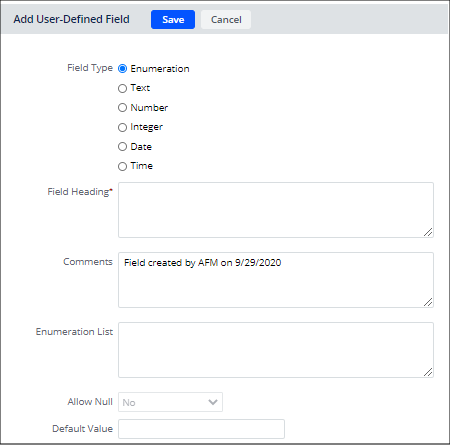 Add User-Defined Field Save Cancel
Field Type Enumeration
Text
Number
Integer
Date
Time
Field Heading*
Comments Field created by AFM on 9/29/2020
Enumeration List
Allow Null No
Default Value